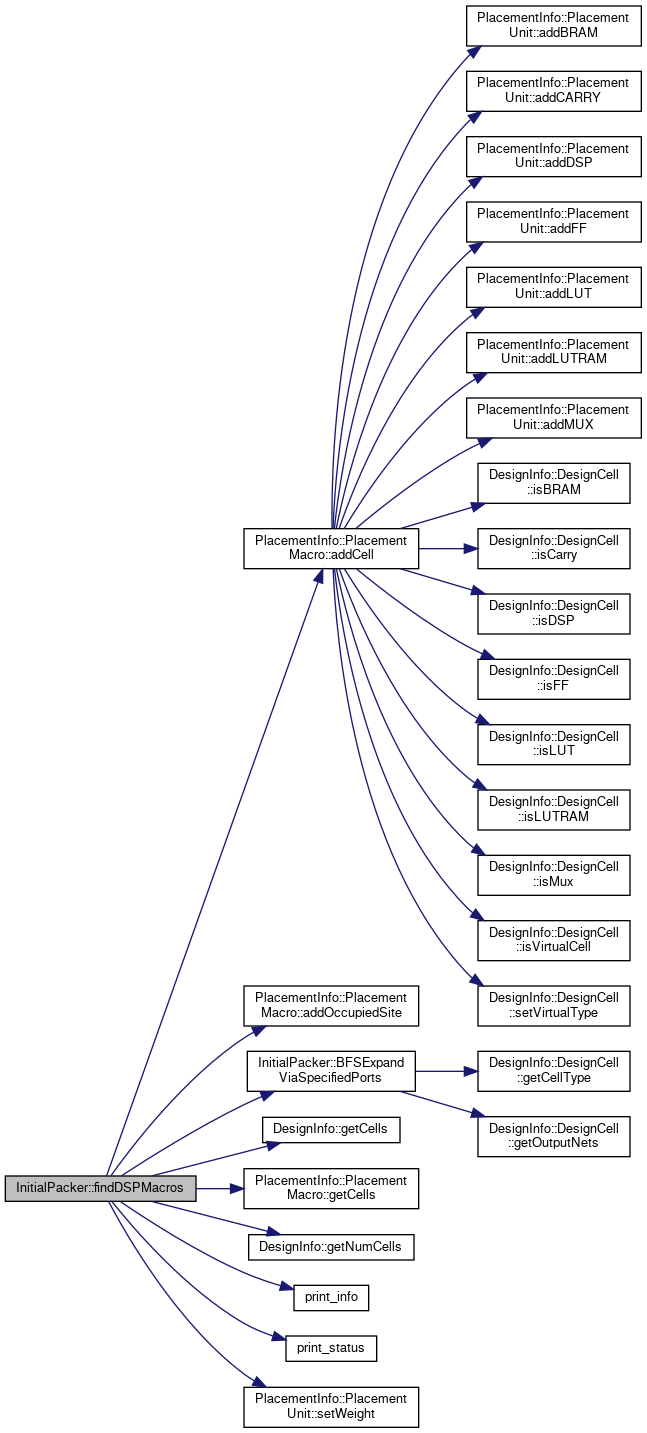 PlacementInfo::Placement
Unit::addBRAM
PlacementInfo::Placement
Unit::addCARRY
PlacementInfo::Placement
Unit::addDSP
PlacementInfo::Placement
Unit::addFF
PlacementInfo::Placement
Unit::addLUT
PlacementInfo::Placement
Unit::addLUTRAM
PlacementInfo::Placement
Unit::addMUX
DesignInfo::DesignCell
::isBRAM
PlacementInfo::Placement
Macro::addCell
DesignInfo::DesignCell
::isCarry
DesignInfo::DesignCell
::isDSP
DesignInfo::DesignCell
::isFF
DesignInfo::DesignCell
::isLUT
DesignInfo::DesignCell
::isLUTRAM
DesignInfo::DesignCell
::isMux
DesignInfo::DesignCell
::isVirtualCell
PlacementInfo::Placement
Macro::addOccupiedSite
DesignInfo::DesignCell
::setVirtualType
InitialPacker::BFSExpand
ViaSpecifiedPorts
DesignInfo::DesignCell
::getCellType
DesignInfo::getCells
DesignInfo::DesignCell
::getOutputNets
InitialPacker::findDSPMacros
PlacementInfo::Placement
Macro::getCells
DesignInfo::getNumCells
print_info
print_status
PlacementInfo::Placement
Unit::setWeight